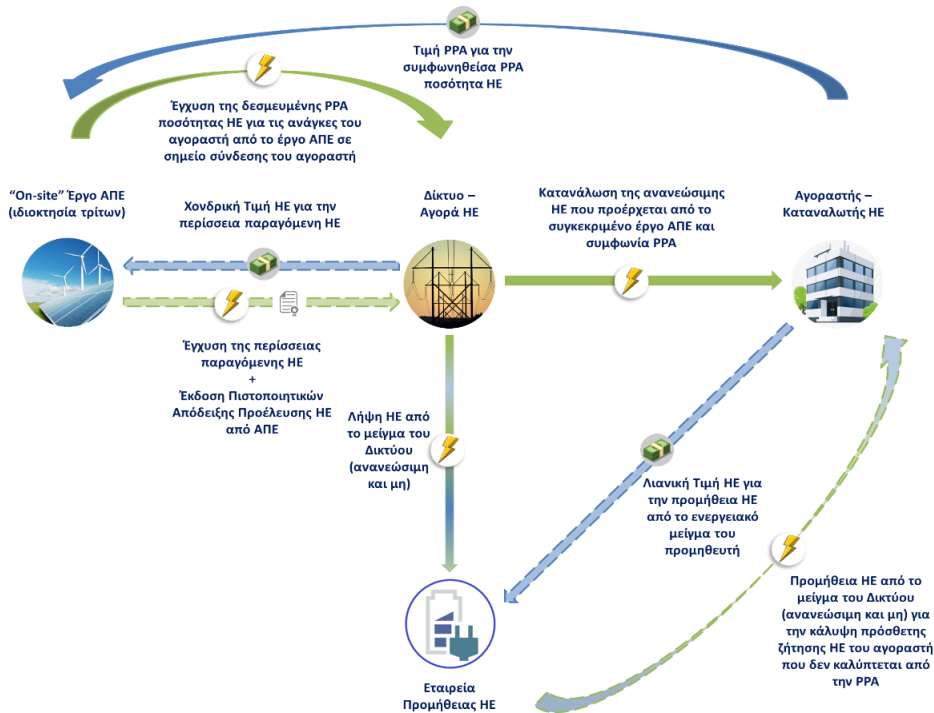 Τιμή PPA για την
συμφωνηθείσα PPA
ποσότητα ΗΕ
Έγχυση της δεσμευμένης PPA
ποσότητας ΗΕ για τις ανάγκες του
αγοραστή από το έργο ΑΠΕ σε
σημείο σύνδεσης του αγοραστή
“On-site” Έργο ΑΠΕ
(ιδιοκτησία τρίτων)
Χονδρική Τιμή ΗΕ για την
περίσσεια παραγόμενη ΗΕ
Δίκτυο –
Αγορά ΗΕ
Κατανάλωση της ανανεώσιμης
ΗΕ που προέρχεται από το
συγκεκριμένο έργο ΑΠΕ και
συμφωνία PPA
Αγοραστής –
Καταναλωτής ΗΕ
Έγχυση της περίσσειας
παραγόμενης ΗΕ
+
Έκδοση Πιστοποιητικών
Απόδειξης Προέλευσης ΗΕ
από ΑΠΕ
Λήψη ΗΕ από
το μείγμα του
Δικτύου
(ανανεώσιμη
και μη)
Λιανική Τιμή ΗΕ για
την προμήθεια ΗΕ
από το ενεργειακό
μείγμα του
προμηθευτή
Προμήθεια ΗΕ από το
μείγμα του Δικτύου
(ανανεώσιμη και μη) για
την κάλυψη πρόσθετης
ζήτησης ΗΕ του αγοραστή
που δεν καλύπτεται από
την PPA
Εταιρεία
Προμήθειας ΗΕ